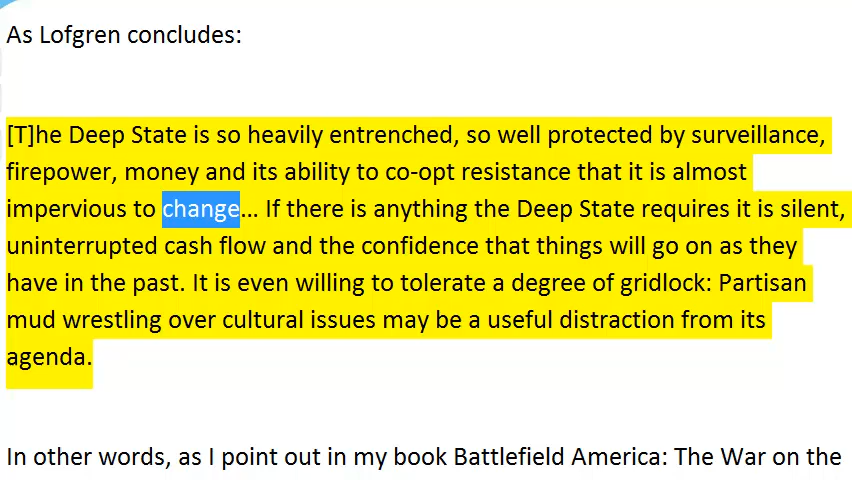 As Lofgren concludes:
[T]he Deep State is so heavily entrenched, so well protected by surveillance,
firepower, money and its ability to co-opt resistance that it is almost
impervious to change… If there is anything the Deep State requires it is silent,
uninterrupted cash flow and the confidence that things will go on as they
have in the past. It is even willing to tolerate a degree of gridlock: Partisan
mud wrestling over cultural issues may be a useful distraction from its
agenda.
In other words, as I point out in my book Battlefield America: The War on the